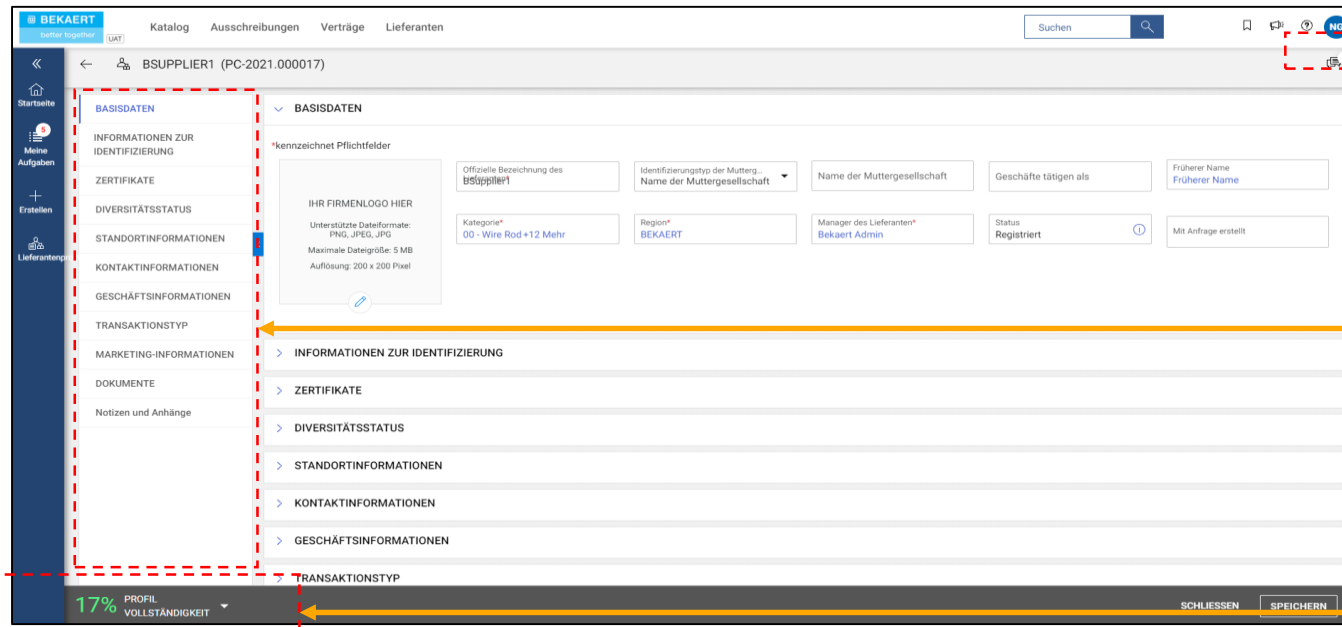 BEKAERT
better together
UAT
Katalog Ausschreibungen Verträge Lieferanten
Suchen
NG
BSUPPLIER1 (PC-2021.000017)
Startseite
5
Meine
Aufgaben
Erstellen
Lieferantenpr
BASISDATEN
INFORMATIONEN ZUR
IDENTIFIZIERUNG
ZERTIFIKATE
DIVERSITÄTSSTATUS
STANDORTINFORMATIONEN
KONTAKTINFORMATIONEN
GESCHÄFTSINFORMATIONEN
TRANSAKTIONSTYP
MARKETING-INFORMATIONEN
DOKUMENTE
Notizen und Anhänge
BASISDATEN
*kennzeichnet Pflichtfelder
IHR FIRMENLOGO HIER
Unterstützte Dateiformate:
PNG, JPEG, JPG
Maximale Dateigröße: 5 MB
Auflösung: 200 x 200 Pixel
Offizielle Bezeichnung des
Lieferanten*
BSupplier1
Identifizierungstyp der Mutterg...
Name der Muttergesellschaft
Name der Muttergesellschaft
Geschäfte tätigen als
Früherer Name
Früherer Name
Kategorie*
00 - Wire Rod +12 Mehr
Region*
BEKAERT
Manager des Lieferanten*
Bekaert Admin
Status
Registriert
Mit Anfrage erstellt
INFORMATIONEN ZUR IDENTIFIZIERUNG
ZERTIFIKATE
DIVERSITÄTSSTATUS
STANDORTINFORMATIONEN
KONTAKTINFORMATIONEN
GESCHÄFTSINFORMATIONEN
TRANSAKTIONSTYP
17% PROFIL
VOLLSTÄNDIGKEIT
SCHLIESSEN SPEICHERN